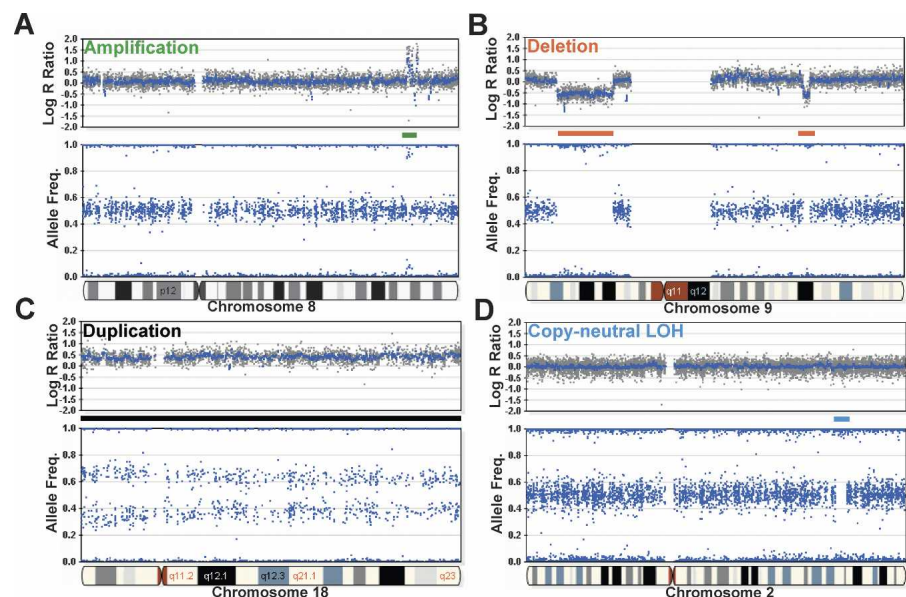 A
Amplification
Log R Ratio
2.0
1.5
1.0
0.5
0.0
-0.5
-1.0
-1.5
-2.0
Allele Freq.
1.0
0.8
0.6
0.4
0.2
0.0
p12
Chromosome 8
B
Deletion
Log R Ratio
2.0
1.5
1.0
0.5
0.0
-0.5
-1.0
-1.5
-2.0
Allele Freq.
1.0
0.8
0.6
0.4
0.2
0.0
q11 q12
Chromosome 9
C
Duplication
Log R Ratio
2.0
1.5
1.0
0.5
0.0
-0.5
-1.0
-1.5
-2.0
Allele Freq.
1.0
0.8
0.6
0.4
0.2
0.0
q11.2 q12.1 q12.3 q21.1 q23
Chromosome 18
D
Copy-neutral LOH
Log R Ratio
2.0
1.5
1.0
0.5
0.0
-0.5
-1.0
-1.5
-2.0
Allele Freq.
1.0
0.8
0.6
0.4
0.2
0.0
Chromosome 2